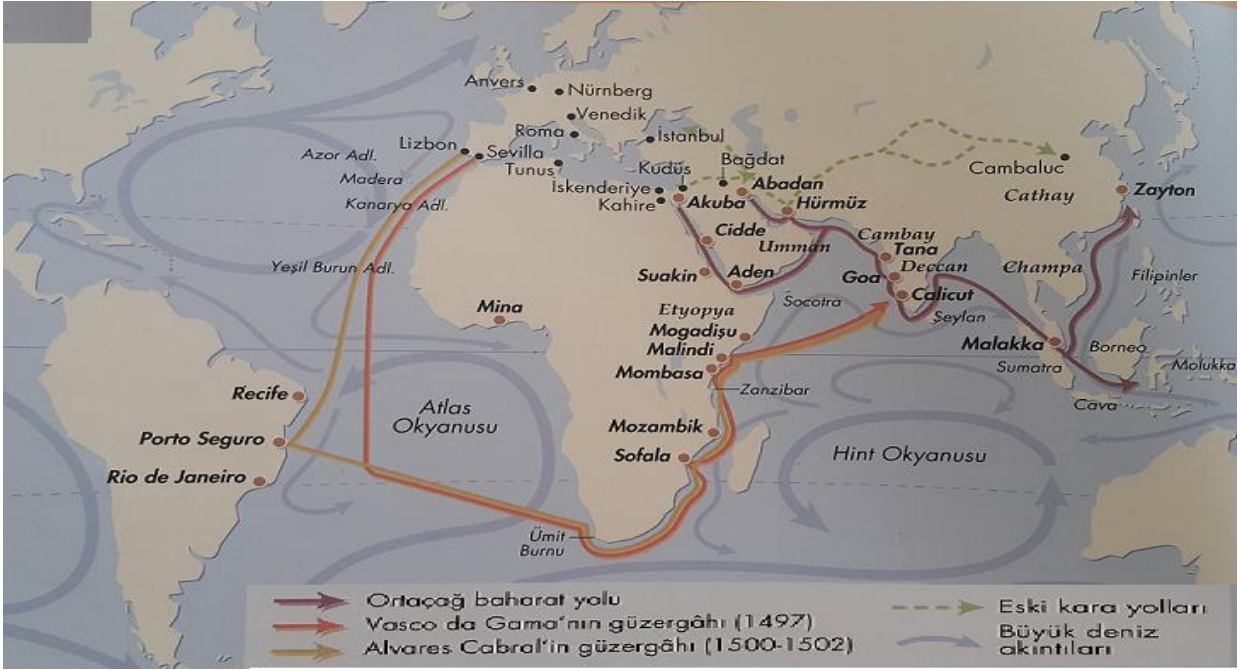 Anvers
Nürnberg
Venedik
Roma
İstanbul
Lizbon
Sevilla
Tunus
Azor Adl.
Madera
Kanarya Adl.
Kudüs
Bağdat
İskenderiye
Kahire
Akuba
Abadan
Hürmüz
Cambaluc
Cathay
Zayton
Cidde
Umman
Cambay
Tana
Yeşil Burun Adl.
Suakin
Aden
Goa
Deccan
Champa
Filipinler
Calicut
Mina
Etyopya
Socotra
Seylan
Mogadişu
Malindi
Malakka
Borneo
Mombasa
Sumatra
Molukka
Recife
Zanzibar
Cava
Atlas
Okyanusu
Porto Seguro
Mozambik
Sofala
Hint Okyanusu
Rio de Janeiro
Ümit
Burnu
Ortaçağ baharat yolu
Vasco da Gama'nın güzergâhı (1497)
Alvares Cabral'in güzergâhı (1500-1502)
Eski kara yolları
Büyük deniz
akıntıları